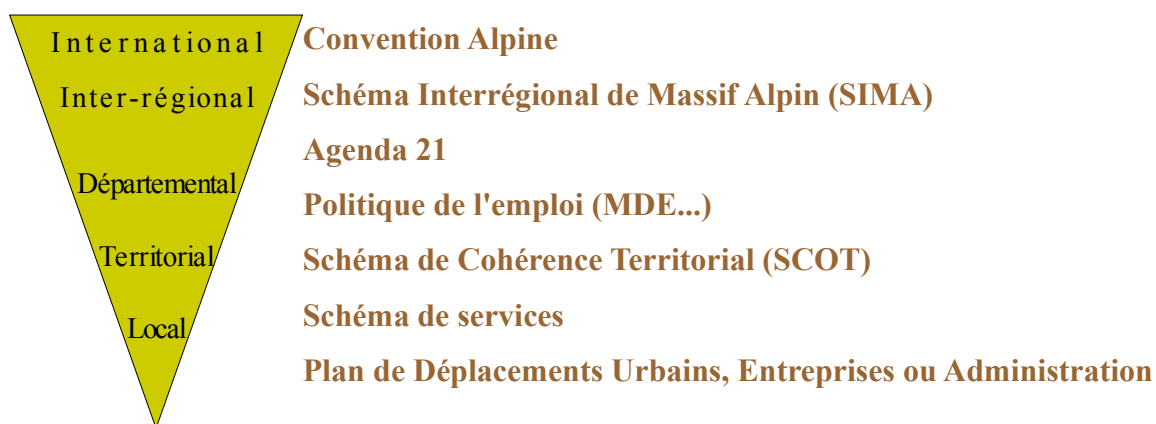 International
Convention Alpine
Inter-régional
Schéma Interrégional de Massif Alpin (SIMA)
Agenda 21
Départemental
Politique de l'emploi (MDE...)
Territorial
Schéma de Cohérence Territorial (SCOT)
Local
Schéma de services
Plan de Déplacements Urbains, Entreprises ou Administration